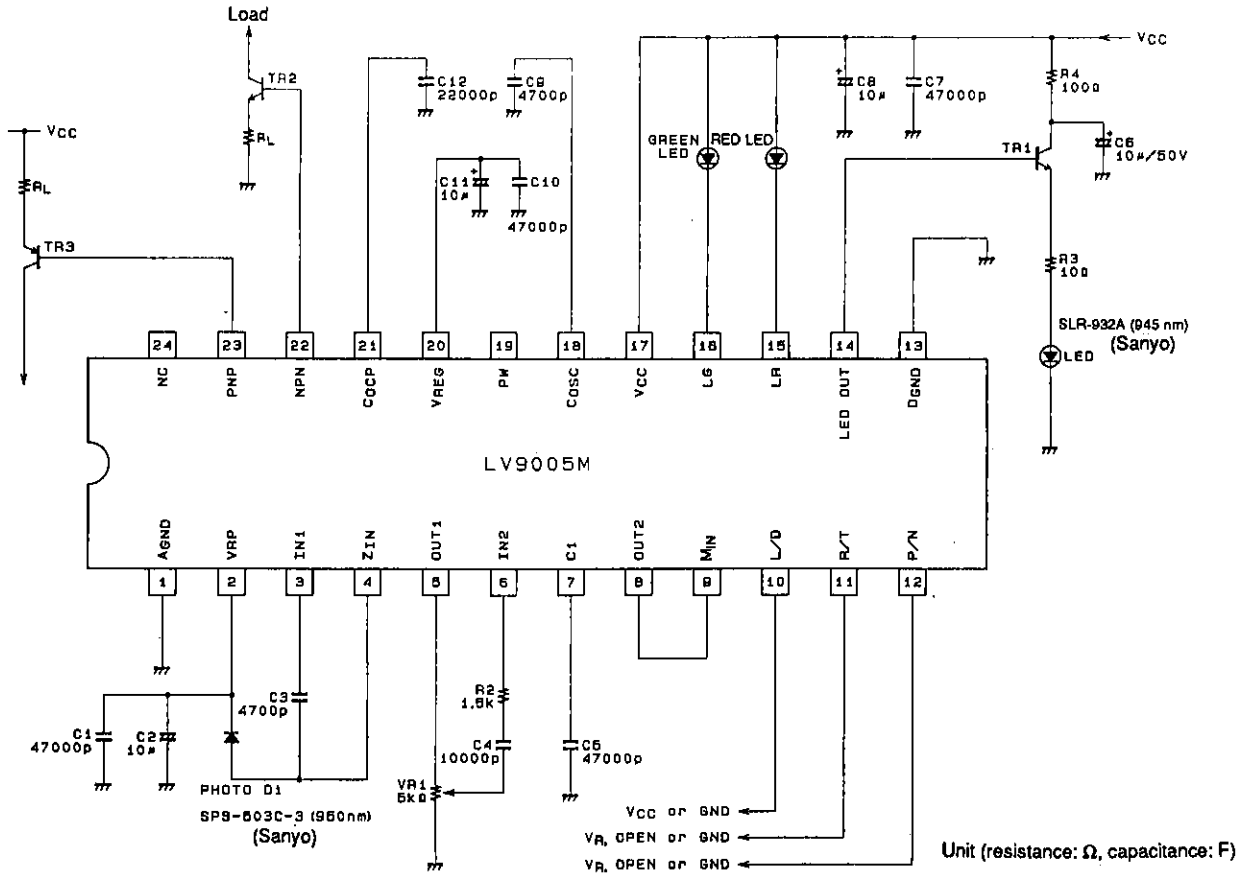 Load
TR2
RL
VCC
RL
TR3
C12
22000p
C9
4700p
C11
10μ
C10
47000p
GREEN LED
RED LED
C8
10μ
C7
47000p
VCC
R4
100Ω
TR1
C6
10μ/50V
R3
10Ω
SLR-932A (945 nm)
(Sanyo)
LED
24 23 22 21 20 19 18 17 16 15 14 13
NC PNP NPN COCP VREG PW COSC VCC LG LR LED OUT DGND
LV9005M
AGND VRP IN1 ZIN OUT1 IN2 C1 OUT2 MIN L/D R/T P/N
1 2 3 4 5 6 7 8 9 10 11 12
C1
47000p
C2
10μ
C3
4700p
PHOTO D1
(Sanyo)
R2
1.5k
C4
10000p
VR1
5kΩ
C5
47000p
VCC or GND
VR, OPEN or GND
VR, OPEN or GND
Unit (resistance: Ω, capacitance: F)